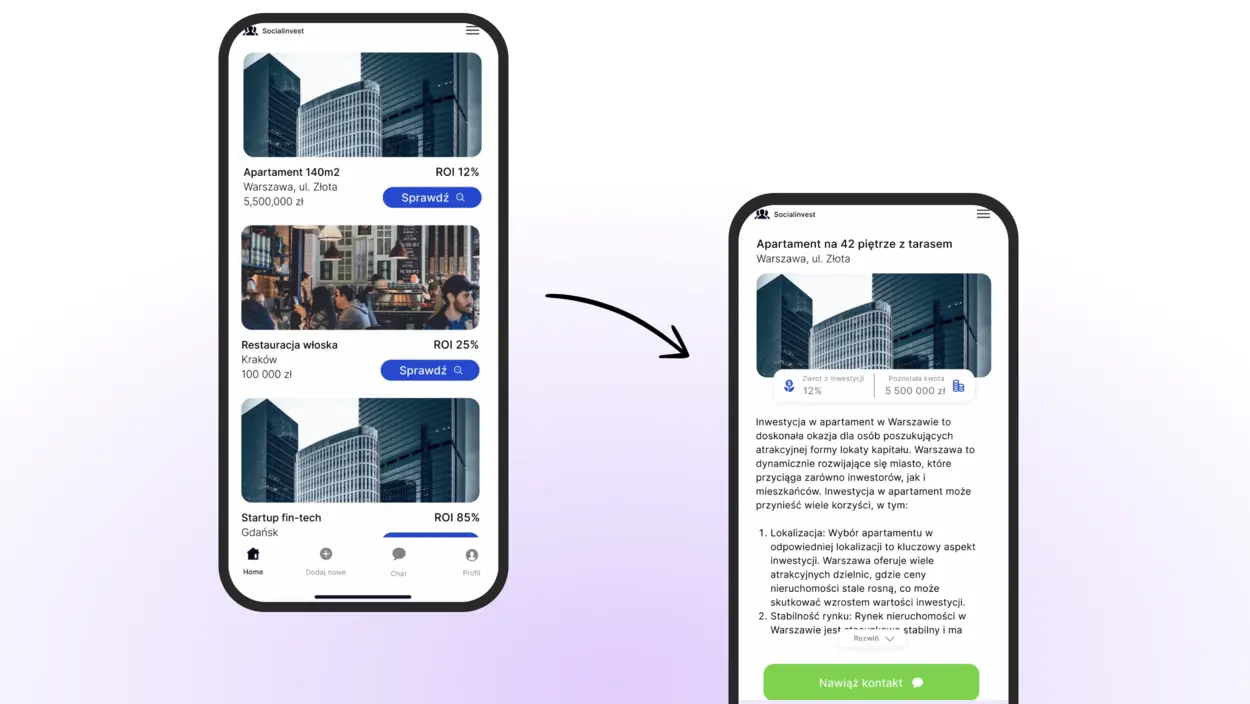 Socialinvest
Apartament 140m2
ROI 12%
Warszawa, ul. Złota
5,500,000 zł
Sprawdź
Restauracja włoska
ROI 25%
Kraków
100 000 zł
Sprawdź
Startup fin-tech
ROI 85%
Gdańsk
Home
Dodaj nowe
Chat
Profil
Socialinvest
Apartament na 42 piętrze z tarasem
Warszawa, ul. Złota
Zwrot z inwestycji
12%
Pozostała kwota
5 500 000 zł
Inwestycja w apartament w Warszawie to
doskonała okazja dla osób poszukujących
atrakcyjnej formy lokaty kapitału. Warszawa to
dynamicznie rozwijające się miasto, które
przyciąga zarówno inwestorów, jak i
mieszkańców. Inwestycja w apartament może
przynieść wiele korzyści, w tym:
1. Lokalizacja: Wybór apartamentu w
odpowiedniej lokalizacji to kluczowy aspekt
inwestycji. Warszawa oferuje wiele
atrakcyjnych dzielnic, gdzie ceny
nieruchomości stale rosną, co może
skutkować wzrostem wartości inwestycji.
2. Stabilność rynku: Rynek nieruchomości w
Warszawie jest stosunkowo stabilny i ma
Rozwiń
Nawiąż kontakt